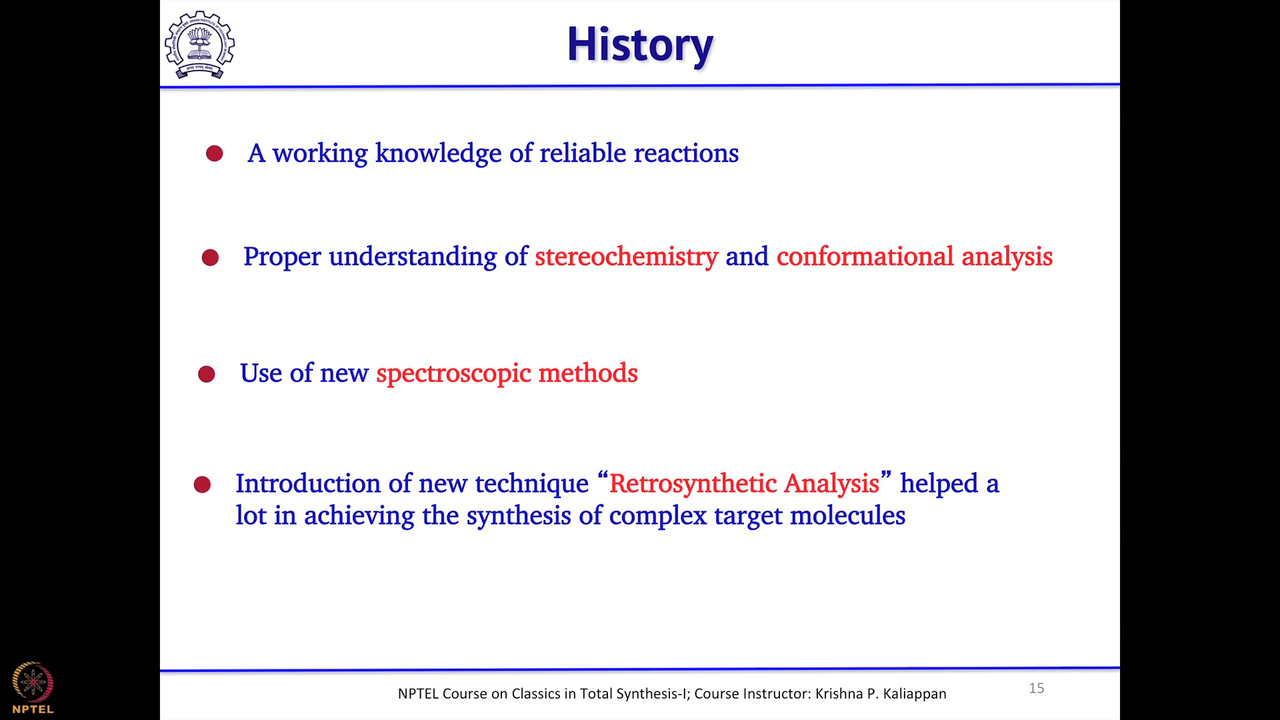 History
A working knowledge of reliable reactions
Proper understanding of stereochemistry and conformational analysis
Use of new spectroscopic methods
Introduction of new technique “Retrosynthetic Analysis” helped a
lot in achieving the synthesis of complex target molecules
NPTEL Course on Classics in Total Synthesis-I; Course Instructor: Krishna P. Kaliappan
15
NPTEL